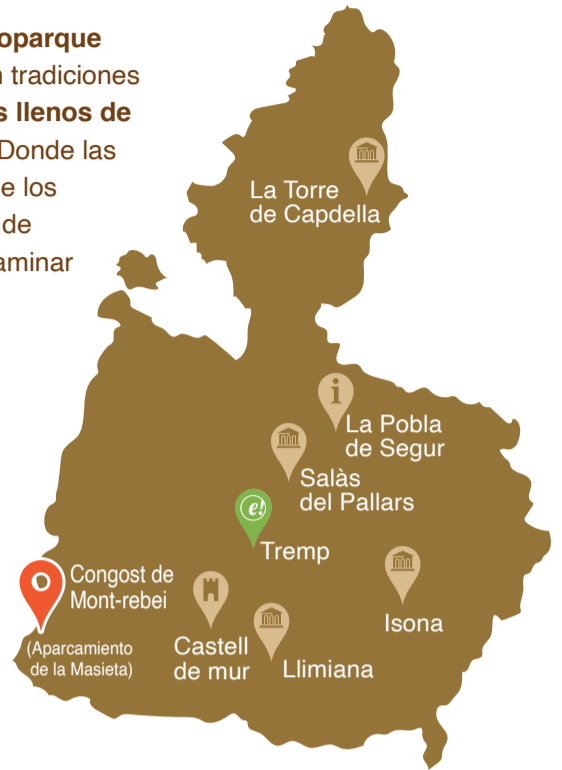 oparque
n tradiciones
s llenos de
Donde las
e los
de
aminar
La Torre
de Capdella
i
La Pobla
de Segur
Salàs
del Pallars
e!
Tremp
Congost de
Mont-rebei
(Aparcamiento
de la Masieta)
Castell
de mur
Llimiana
Isona